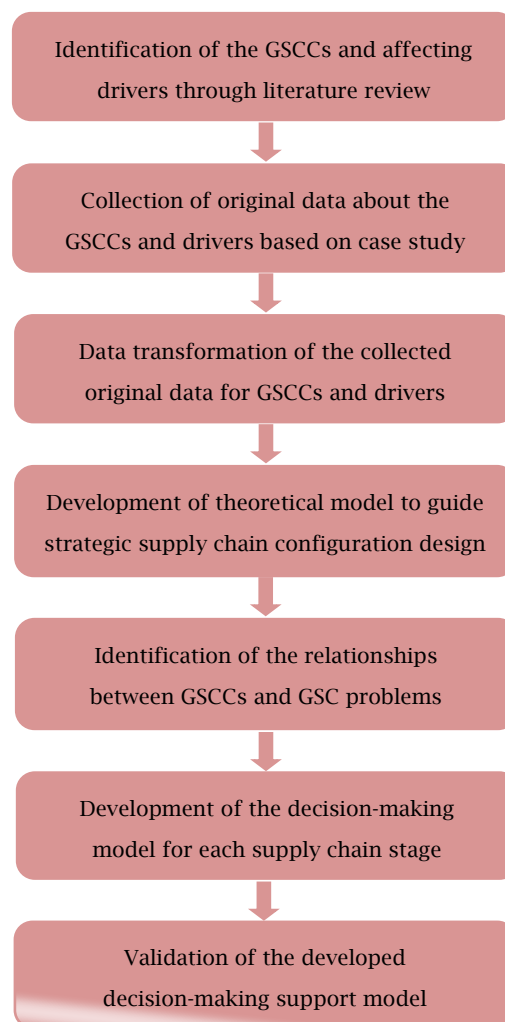 Identification of the GSCCs and affecting
drivers through literature review
Collection of original data about the
GSCCs and drivers based on case study
Data transformation of the collected
original data for GSCCs and drivers
Development of theoretical model to guide
strategic supply chain configuration design
Identification of the relationships
between GSCCs and GSC problems
Development of the decision-making
model for each supply chain stage
Validation of the developed
decision-making support model